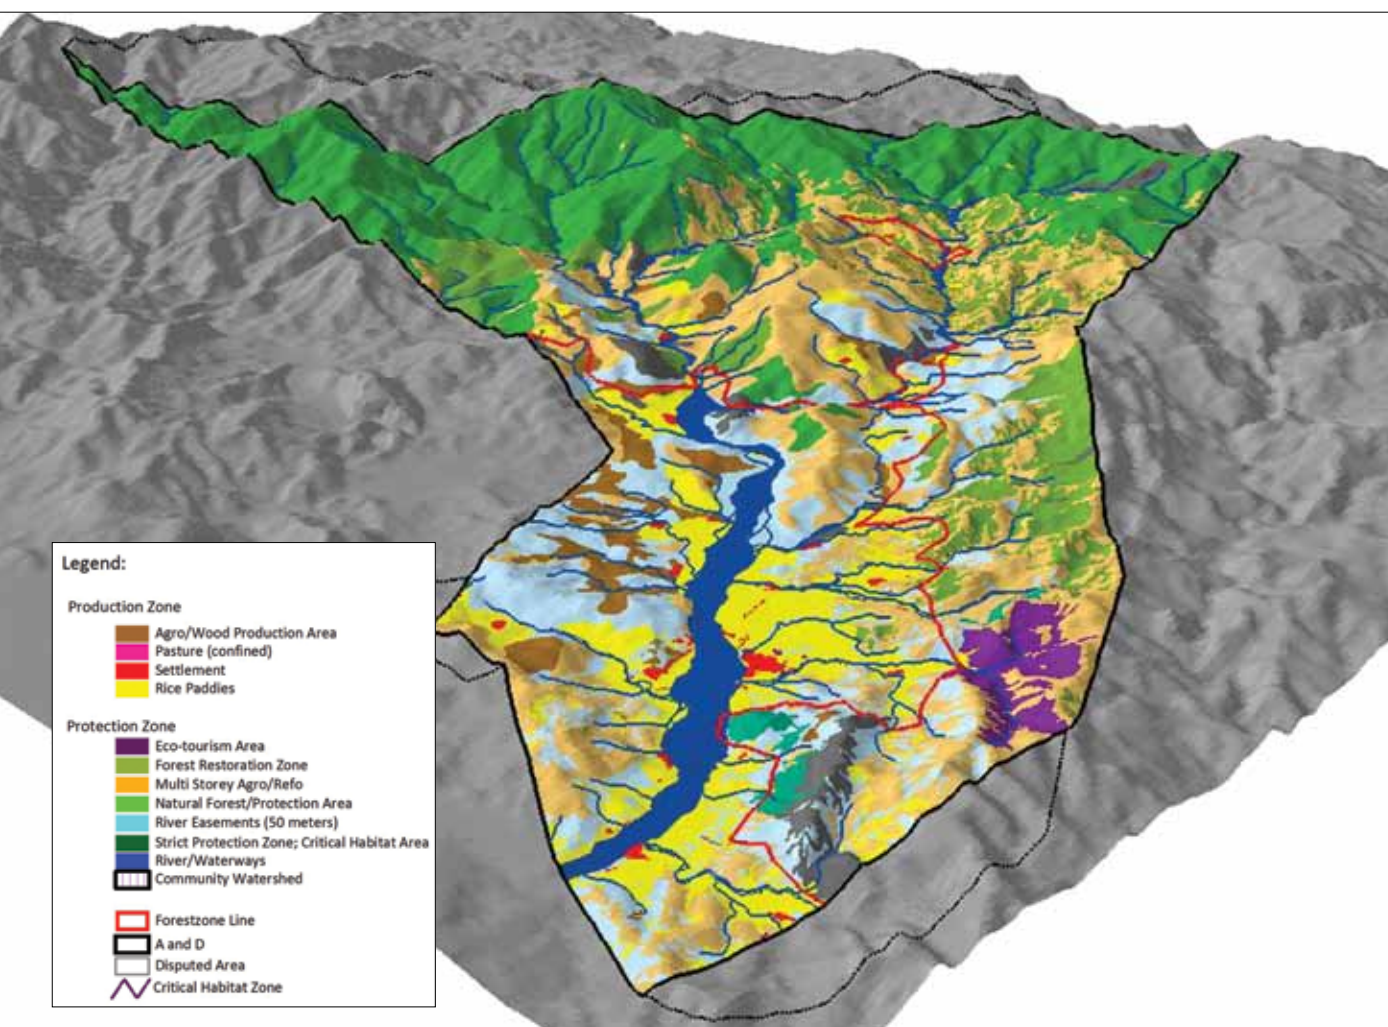 Legend:
Production Zone
Agro/Wood Production Area
Pasture (confined)
Settlement
Rice Paddies
Protection Zone
Eco-tourism Area
Forest Restoration Zone
Multi Storey Agro/Refo
Natural Forest/Protection Area
River Easements (50 meters)
Strict Protection Zone; Critical Habitat Area
River/Waterways
Community Watershed
Forestzone Line
A and D
Disputed Area
Critical Habitat Zone